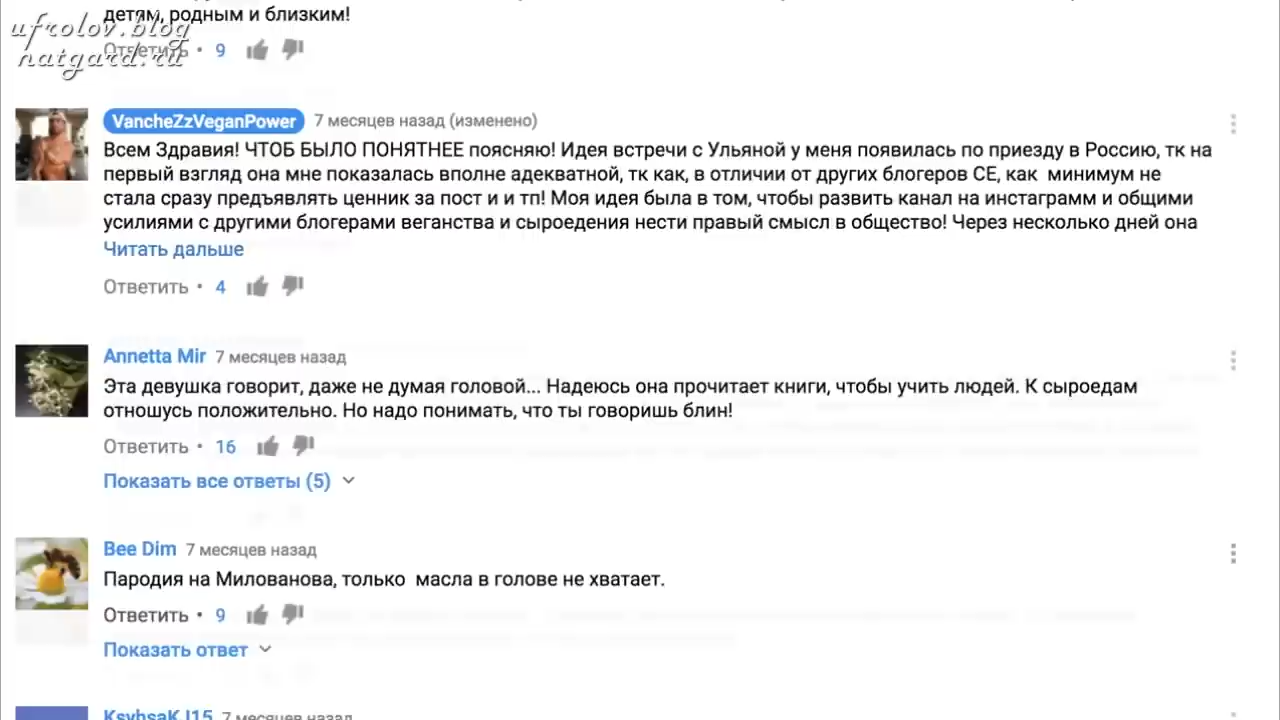 детям, родным и близким!
ufrolov.blog
natgard.ru
Ответить • 9
VancheZzVeganPower 7 месяцев назад (изменено)
Всем Здравия! ЧТОБ БЫЛО ПОНЯТНЕЕ поясняю! Идея встречи с Ульяной у меня появилась по приезду в Россию, тк на
первый взгляд она мне показалась вполне адекватной, тк как, в отличии от других блогеров СЕ, как минимум не
стала сразу предъявлять ценник за пост и и тп! Моя идея была в том, чтобы развить канал на инстаграмм и общими
усилиями с другими блогерами веганства и сыроедения нести правый смысл в общество! Через несколько дней она
Читать дальше
Ответить • 4
Annetta Mir 7 месяцев назад
Эта девушка говорит, даже не думая головой... Надеюсь она прочитает книги, чтобы учить людей. К сыроедам
отношусь положительно. Но надо понимать, что ты говоришь блин!
Ответить • 16
Показать все ответы (5)
Bee Dim 7 месяцев назад
Пародия на Милованова, только масла в голове не хватает.
Ответить • 9
Показать ответ
7 месяцев назад